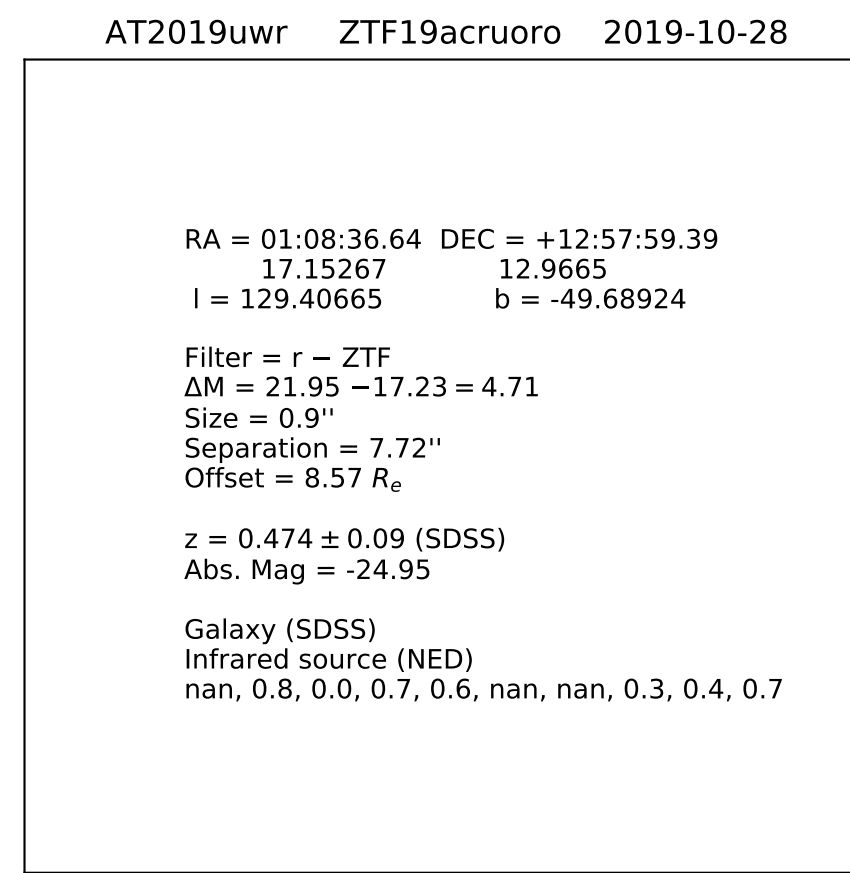 AT2019uwr ZTF19acruoro 2019-10-28
RA = 01:08:36.64 DEC = +12:57:59.39
17.15267 12.9665
l = 129.40665 b = -49.68924
Filter = r − ZTF
ΔM = 21.95 −17.23 = 4.71
Size = 0.9''
Separation = 7.72''
Offset = 8.57 Rₑ
z = 0.474 ± 0.09 (SDSS)
Abs. Mag = -24.95
Galaxy (SDSS)
Infrared source (NED)
nan, 0.8, 0.0, 0.7, 0.6, nan, nan, 0.3, 0.4, 0.7